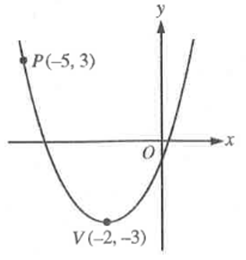 y
P(–5, 3)
O
x
V(–2, –3)